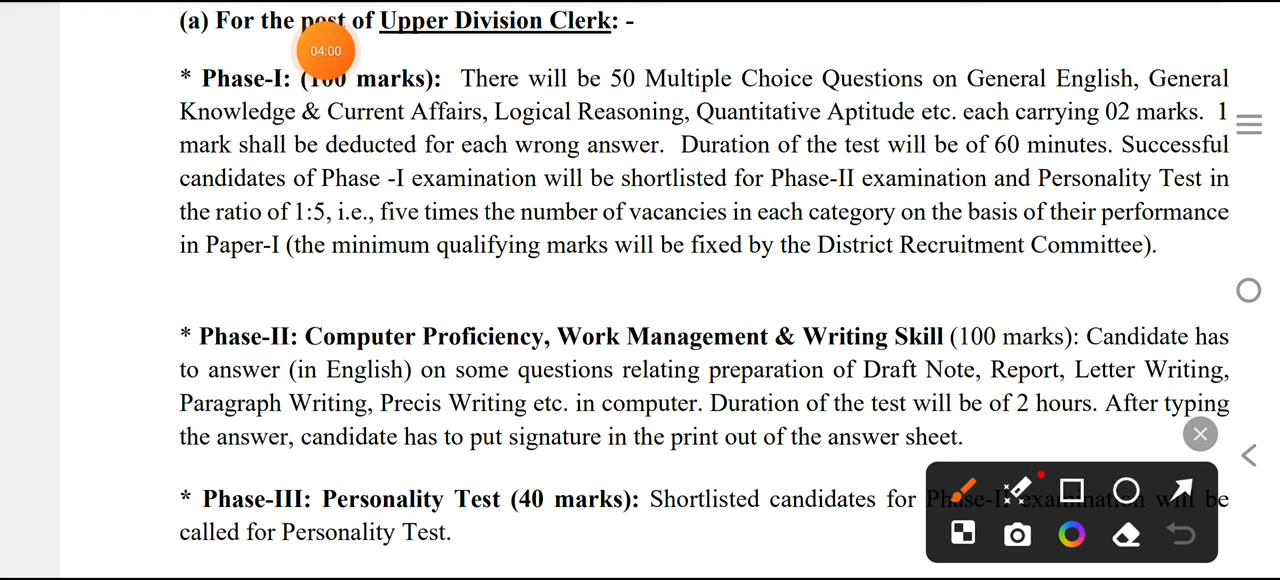 (a) For the post of Upper Division Clerk: -
04:00
* Phase-I: (100 marks): There will be 50 Multiple Choice Questions on General English, General
Knowledge & Current Affairs, Logical Reasoning, Quantitative Aptitude etc. each carrying 02 marks. 1
mark shall be deducted for each wrong answer. Duration of the test will be of 60 minutes. Successful
candidates of Phase -I examination will be shortlisted for Phase-II examination and Personality Test in
the ratio of 1:5, i.e., five times the number of vacancies in each category on the basis of their performance
in Paper-I (the minimum qualifying marks will be fixed by the District Recruitment Committee).
* Phase-II: Computer Proficiency, Work Management & Writing Skill (100 marks): Candidate has
to answer (in English) on some questions relating preparation of Draft Note, Report, Letter Writing,
Paragraph Writing, Precis Writing etc. in computer. Duration of the test will be of 2 hours. After typing
the answer, candidate has to put signature in the print out of the answer sheet.
* Phase-III: Personality Test (40 marks): Shortlisted candidates for Phase-II examination will be
called for Personality Test.